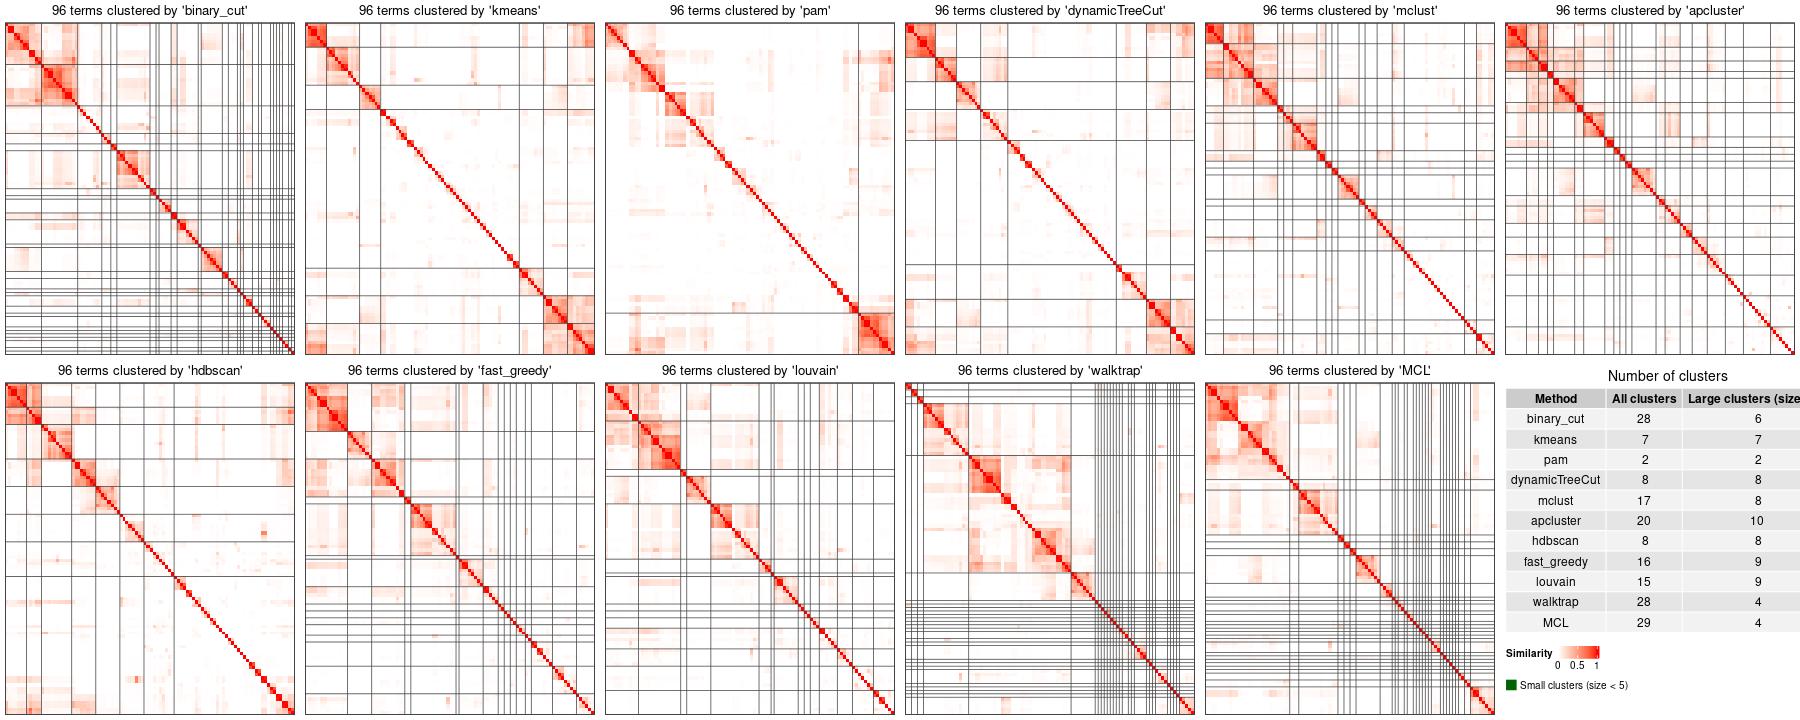 96 terms clustered by 'binary_cut'
96 terms clustered by 'kmeans'
96 terms clustered by 'pam'
96 terms clustered by 'dynamicTreeCut'
96 terms clustered by 'mclust'
96 terms clustered by 'apcluster'
96 terms clustered by 'hdbscan'
96 terms clustered by 'fast_greedy'
96 terms clustered by 'louvain'
96 terms clustered by 'walktrap'
96 terms clustered by 'MCL'
Number of clusters
Method All clusters Large clusters (size
binary_cut 28 6
kmeans 7 7
pam 2 2
dynamicTreeCut 8 8
mclust 17 8
apcluster 20 10
hdbscan 8 8
fast_greedy 16 9
louvain 15 9
walktrap 28 4
MCL 29 4
Similarity
0 0.5 1
Small clusters (size < 5)